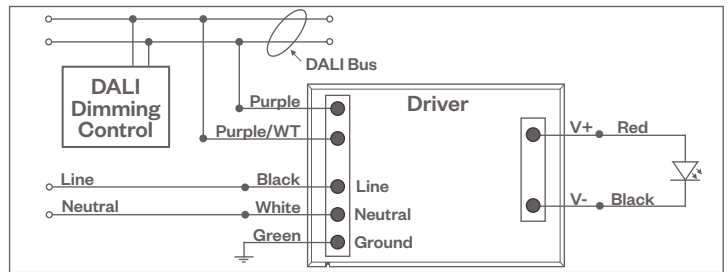 DALI Bus
DALI
Dimming
Control
Driver
Purple
Purple/WT
V+ Red
Line Black Line
V- Black
Neutral White Neutral
Green Ground